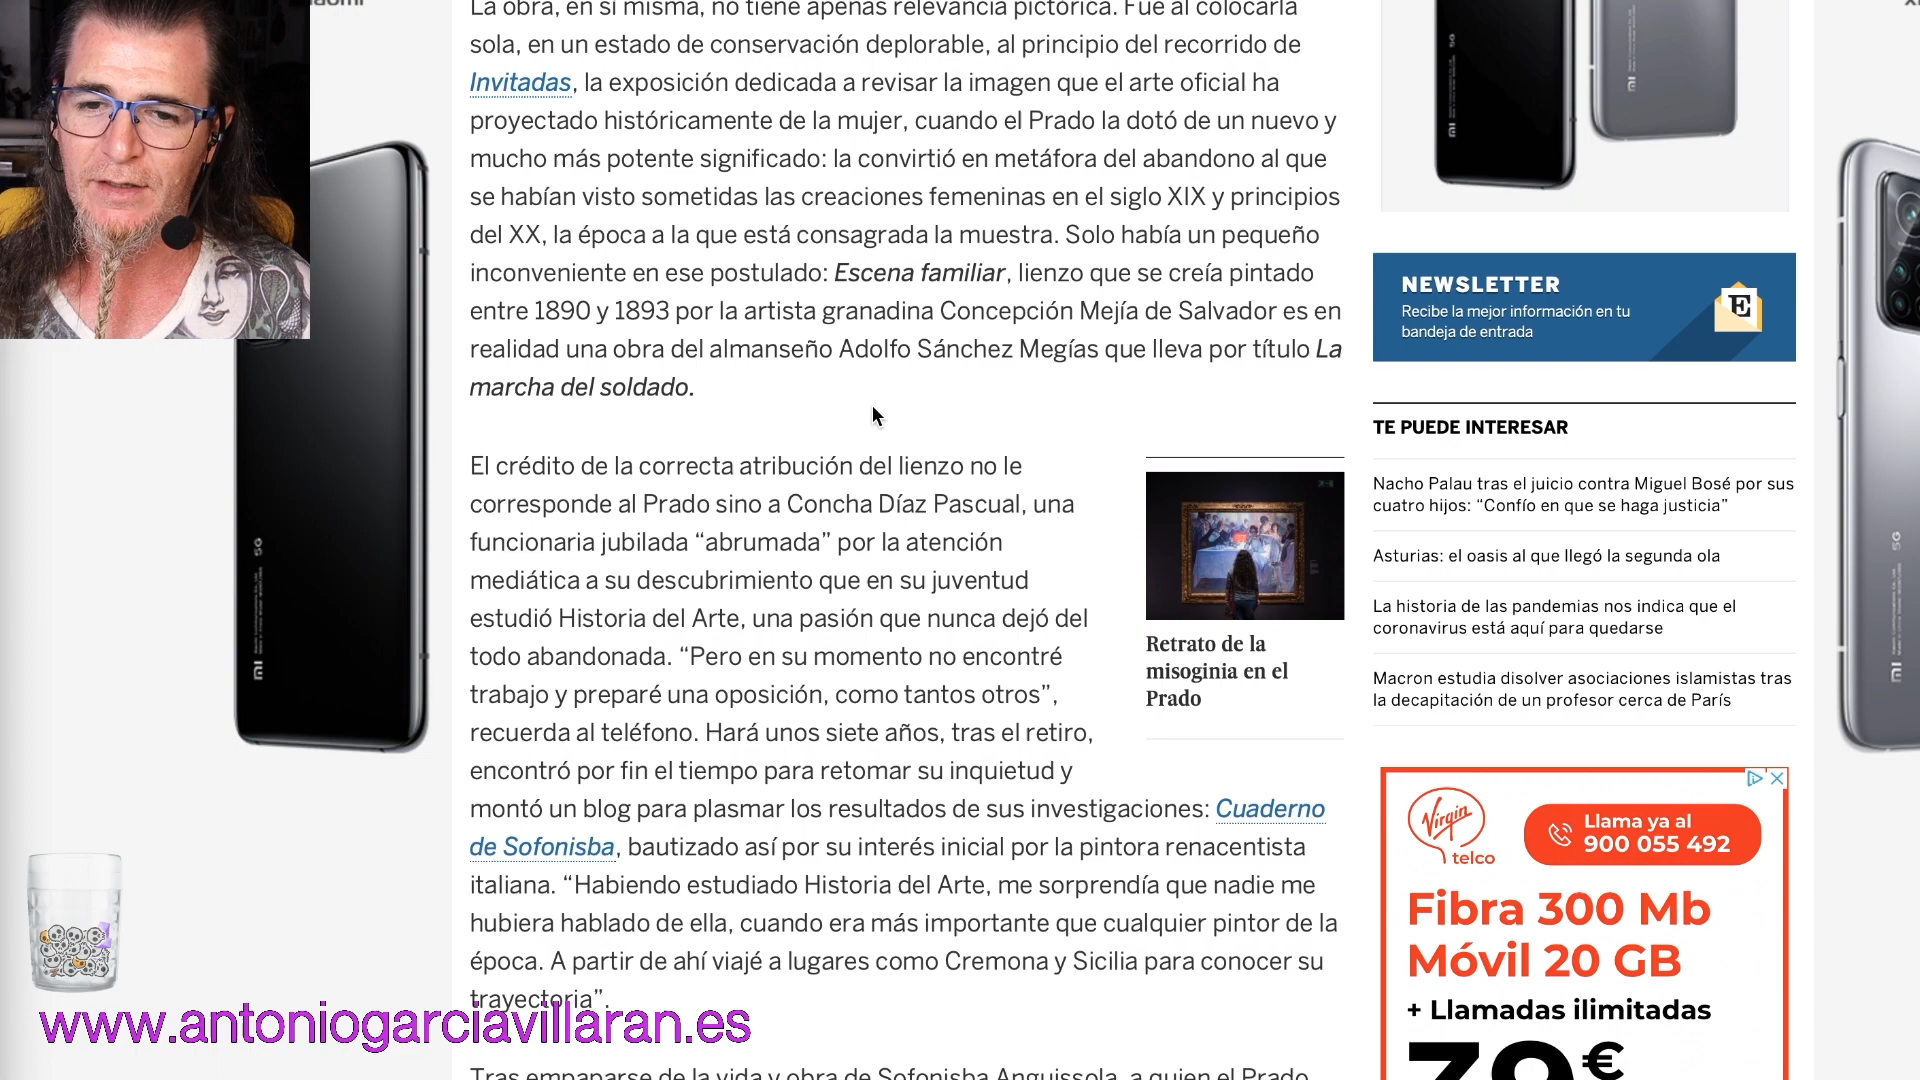 La obra, en sí misma, no tiene apenas relevancia pictórica. Fue al colocarla
sola, en un estado de conservación deplorable, al principio del recorrido de
Invitadas, la exposición dedicada a revisar la imagen que el arte oficial ha
proyectado históricamente de la mujer, cuando el Prado la dotó de un nuevo y
mucho más potente significado: la convirtió en metáfora del abandono al que
se habían visto sometidas las creaciones femeninas en el siglo XIX y principios
del XX, la época a la que está consagrada la muestra. Solo había un pequeño
inconveniente en ese postulado: Escena familiar, lienzo que se creía pintado
entre 1890 y 1893 por la artista granadina Concepción Mejía de Salvador es en
realidad una obra del almanseño Adolfo Sánchez Megías que lleva por título La
marcha del soldado.
El crédito de la correcta atribución del lienzo no le
corresponde al Prado sino a Concha Díaz Pascual, una
funcionaria jubilada “abrumada” por la atención
mediática a su descubrimiento que en su juventud
estudió Historia del Arte, una pasión que nunca dejó del
todo abandonada. “Pero en su momento no encontré
trabajo y preparé una oposición, como tantos otros”,
recuerda al teléfono. Hará unos siete años, tras el retiro,
encontró por fin el tiempo para retomar su inquietud y
montó un blog para plasmar los resultados de sus investigaciones: Cuaderno
de Sofonisba, bautizado así por su interés inicial por la pintora renacentista
italiana. “Habiendo estudiado Historia del Arte, me sorprendía que nadie me
hubiera hablado de ella, cuando era más importante que cualquier pintor de la
época. A partir de ahí viajé a lugares como Cremona y Sicilia para conocer su
trayectoria”.
Tras empaparse de la vida y obra de Sofonisba Anguissola, a quien el Prado
Retrato de la
misoginia en el
Prado
NEWSLETTER
Recibe la mejor información en tu
bandeja de entrada
E
TE PUEDE INTERESAR
Nacho Palau tras el juicio contra Miguel Bosé por sus
cuatro hijos: “Confío en que se haga justicia”
Asturias: el oasis al que llegó la segunda ola
La historia de las pandemias nos indica que el
coronavirus está aquí para quedarse
Macron estudia disolver asociaciones islamistas tras
la decapitación de un profesor cerca de París
Virgin
telco
Llama ya al
900 055 492
Fibra 300 Mb
Móvil 20 GB
+ Llamadas ilimitadas
39€
5G
MI
5G
MI
MI
5G
MI
www.antoniogarciavillaran.es